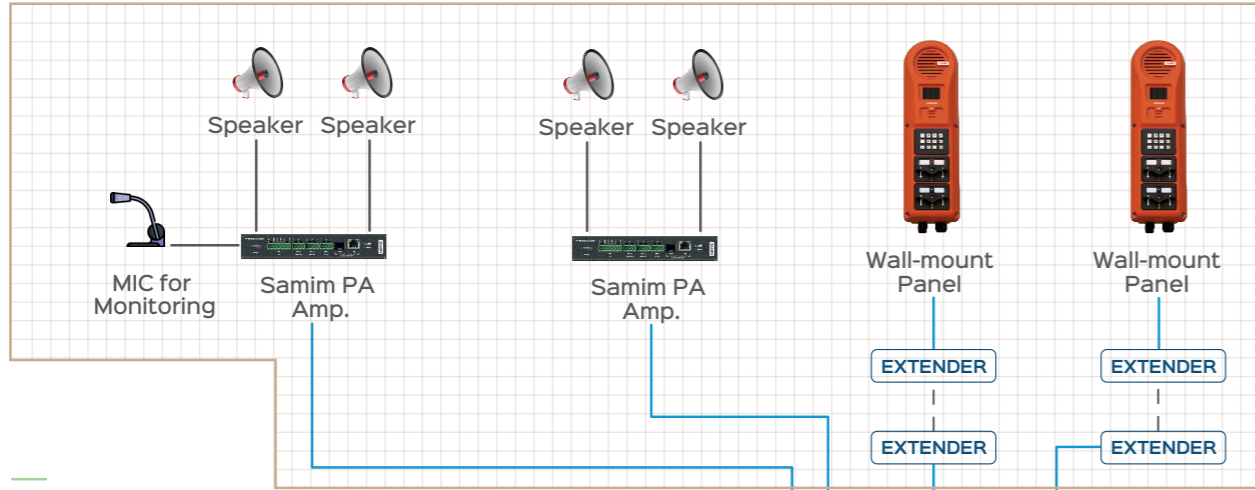 Speaker Speaker
Speaker Speaker
MIC for
Monitoring
Samim PA
Amp.
Samim PA
Amp.
Wall-mount
Panel
Wall-mount
Panel
EXTENDER
EXTENDER
EXTENDER
EXTENDER